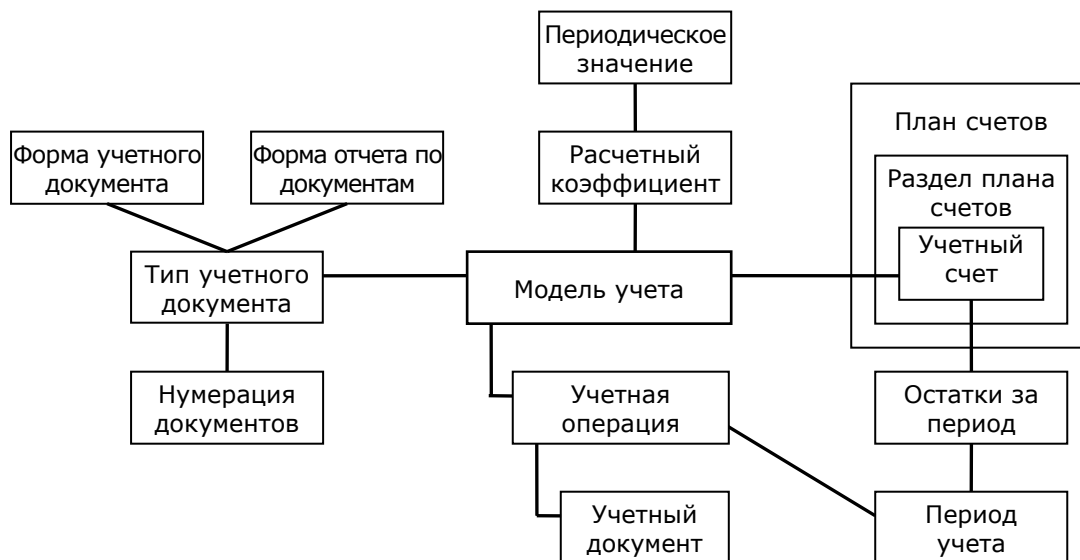 Периодическое
значение
План счетов
Форма учетного
документа
Форма отчета по
документам
Расчетный
коэффициент
Раздел плана
счетов
Учетный
счет
Тип учетного
документа
Модель учета
Нумерация
документов
Учетная
операция
Остатки за
период
Учетный
документ
Период
учета